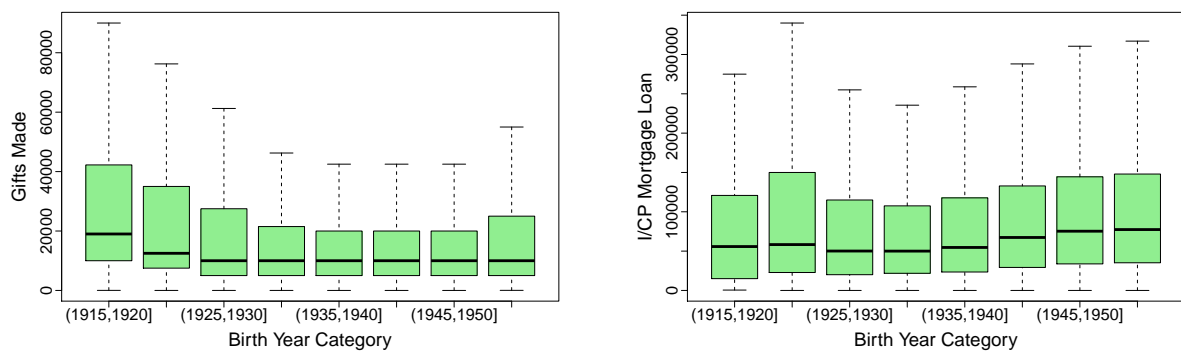 Gifts Made
80000
60000
40000
20000
0
(1915,1920] (1925,1930] (1935,1940] (1945,1950]
Birth Year Category
I/CP Mortgage Loan
300000
200000
100000
0
(1915,1920] (1925,1930] (1935,1940] (1945,1950]
Birth Year Category